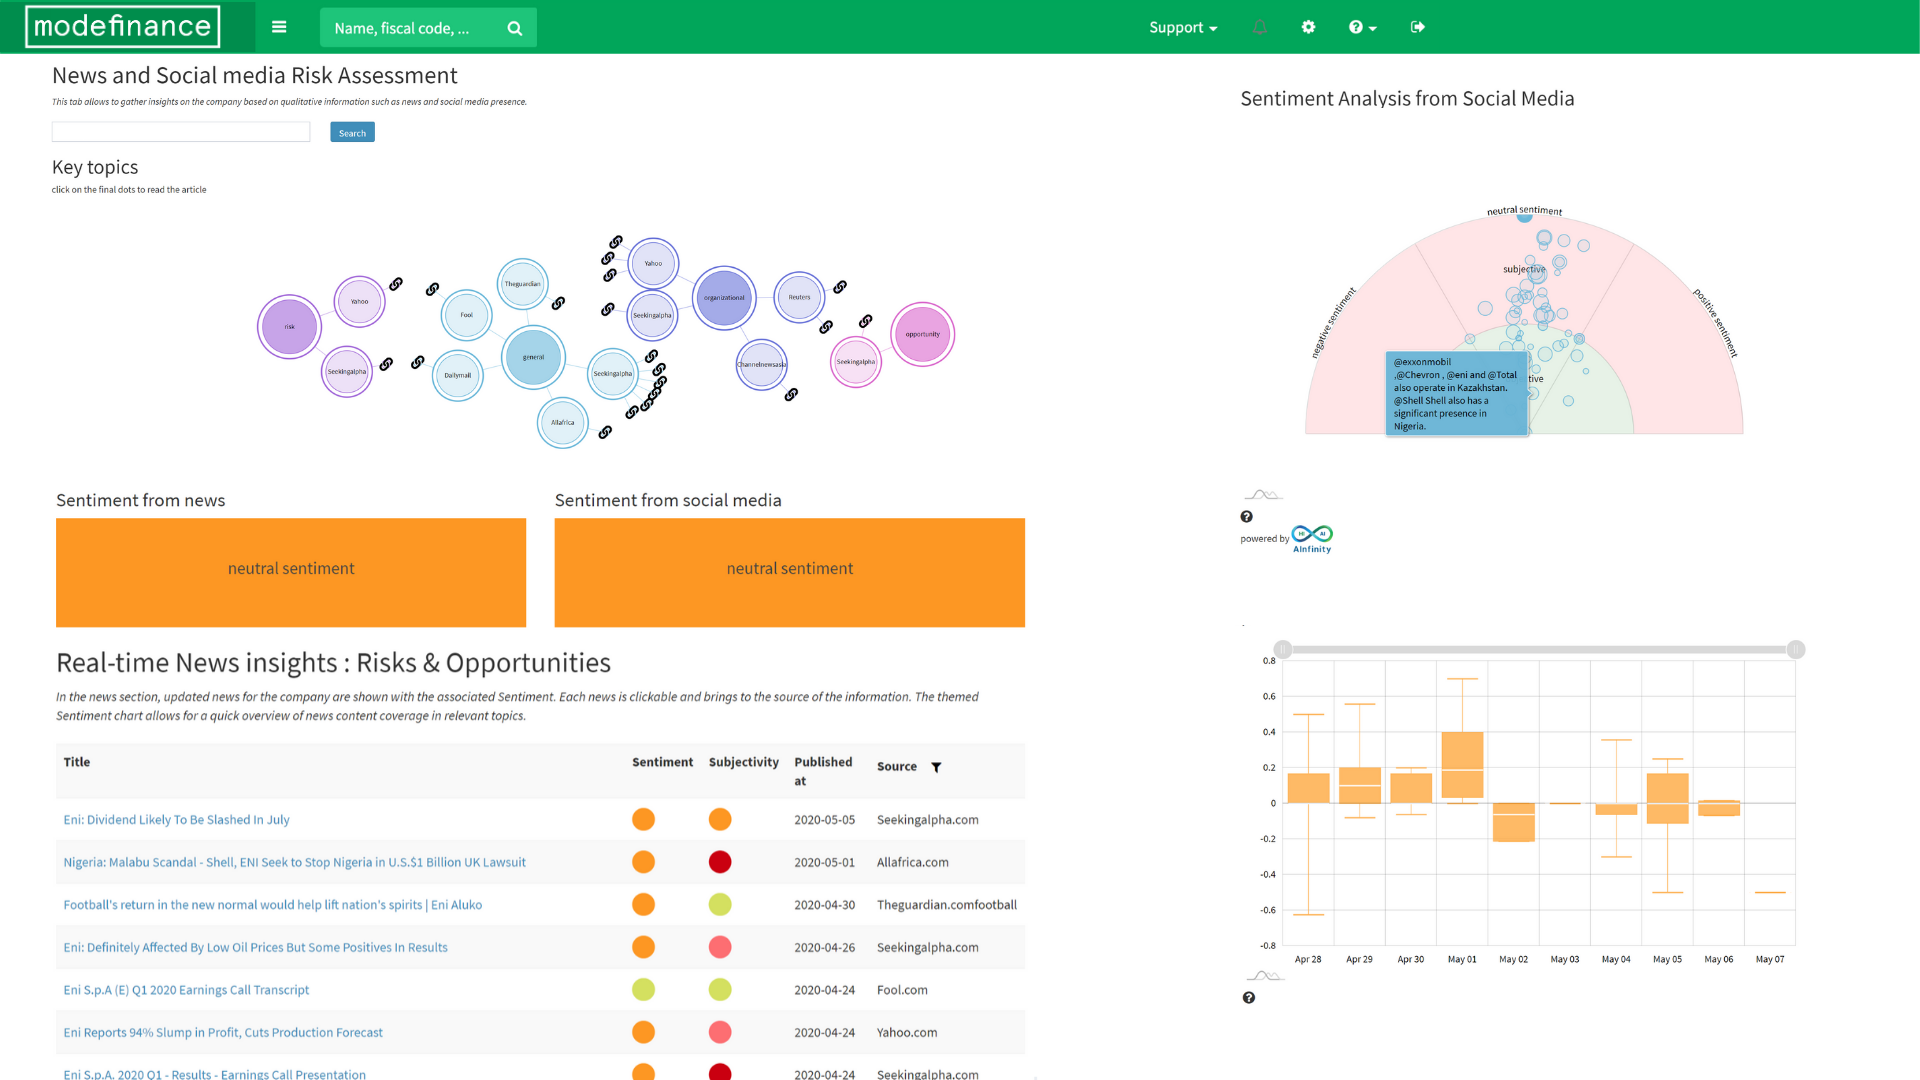 modefinance
Name, fiscal code, ...
Support
News and Social media Risk Assessment
This tab allows to gather insights on the company based on qualitative information such as news and social media presence.
Search
Key topics
click on the final dots to read the article
risk
Yahoo
Seekingalpha
Fool
Theguardian
general
Dailymail
Seekingalpha
Allafrica
Yahoo
Seekingalpha
organizational
Reuters
Channelnewsasia
Seekingalpha
opportunity
Sentiment Analysis from Social Media
neutral sentiment
negative sentiment
positive sentiment
subjective
tive
@exxonmobil
,@Chevron , @eni and @Total
also operate in Kazakhstan.
@Shell Shell also has a
significant presence in
Nigeria.
powered by
HI AI
AInfinity
Sentiment from news
neutral sentiment
Sentiment from social media
neutral sentiment
Real-time News insights : Risks & Opportunities
In the news section, updated news for the company are shown with the associated Sentiment. Each news is clickable and brings to the source of the information. The themed
Sentiment chart allows for a quick overview of news content coverage in relevant topics.
Title Sentiment Subjectivity Published at Source
Eni: Dividend Likely To Be Slashed In July 2020-05-05 Seekingalpha.com
Nigeria: Malabu Scandal - Shell, ENI Seek to Stop Nigeria in U.S.$1 Billion UK Lawsuit 2020-05-01 Allafrica.com
Football's return in the new normal would help lift nation's spirits | Eni Aluko 2020-04-30 Theguardian.comfootball
Eni: Definitely Affected By Low Oil Prices But Some Positives In Results 2020-04-26 Seekingalpha.com
Eni S.p.A (E) Q1 2020 Earnings Call Transcript 2020-04-24 Fool.com
Eni Reports 94% Slump in Profit, Cuts Production Forecast 2020-04-24 Yahoo.com
Eni S.p.A. 2020 Q1 - Results - Earnings Call Presentation 2020-04-24 Seekingalpha.com
0.8
0.6
0.4
0.2
0
-0.2
-0.4
-0.6
-0.8
Apr 28 Apr 29 Apr 30 May 01 May 02 May 03 May 04 May 05 May 06 May 07